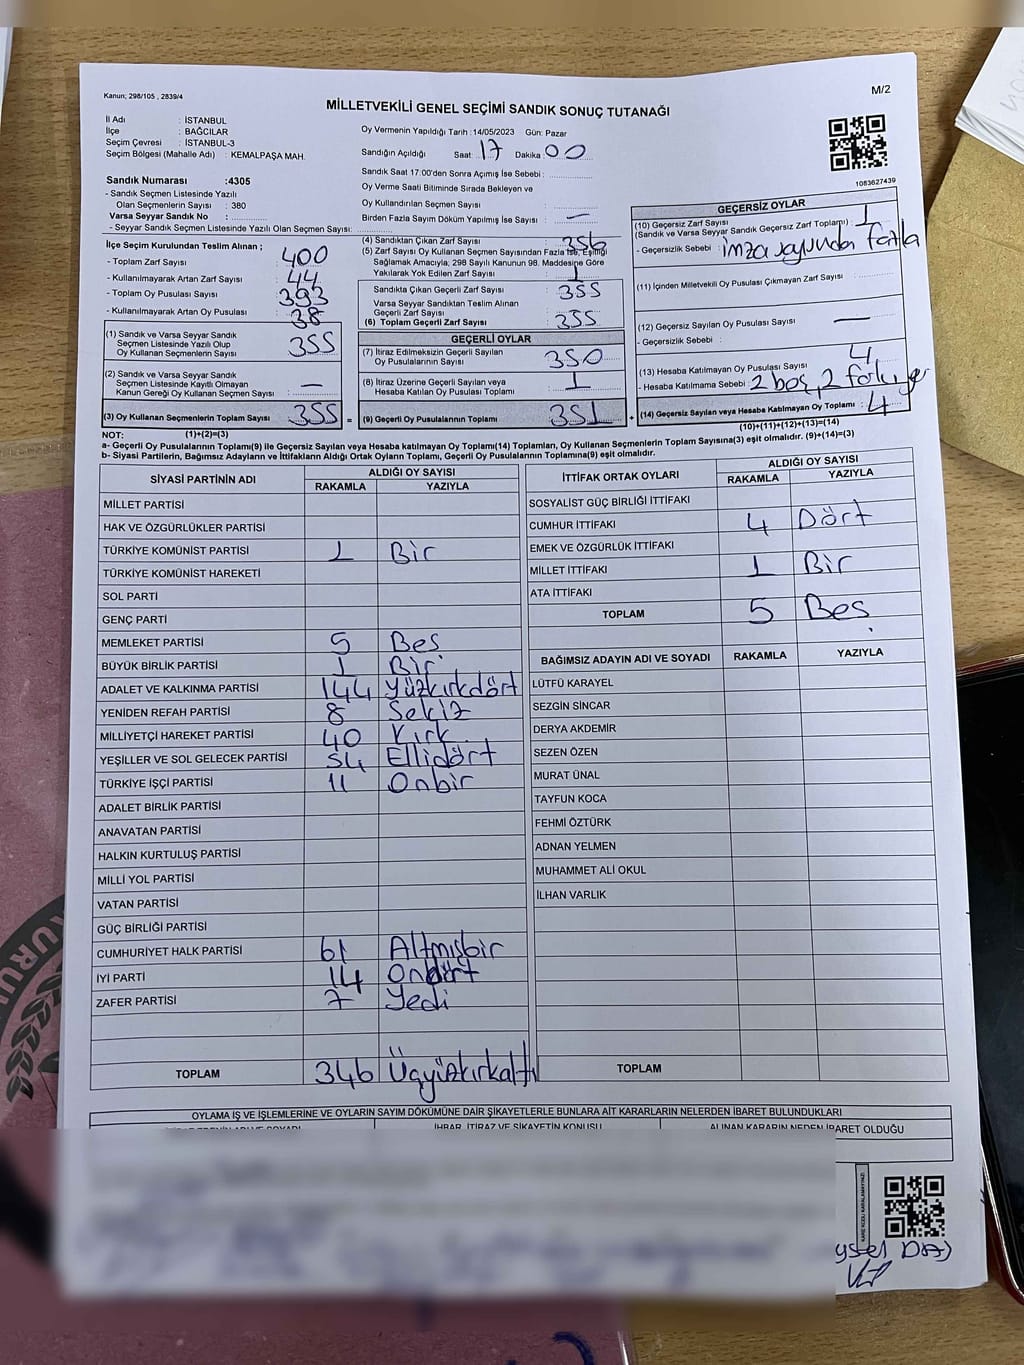 Kanun; 298/105 , 2839/4
M/2
MİLLETVEKİLİ GENEL SEÇİMİ SANDIK SONUÇ TUTANAĞI
İl Adı : İSTANBUL
İlçe : BAĞCILAR
Seçim Çevresi : İSTANBUL-3
Seçim Bölgesi (Mahalle Adı) : KEMALPAŞA MAH.
Sandık Numarası :4305
- Sandık Seçmen Listesinde Yazılı
Olan Seçmenlerin Sayısı : 380
Varsa Seyyar Sandık No :
- Seyyar Sandık Seçmen Listesinde Yazılı Olan Seçmen Sayısı:
Oy Vermenin Yapıldığı Tarih :14/05/2023 Gün: Pazar
Sandığın Açıldığı Saat: 17 Dakika: 00
Sandık Saat 17:00'den Sonra Açımış İse Sebebi :
Oy Verme Saati Bitiminde Sırada Bekleyen ve
Oy Kullandırılan Seçmen Sayısı
Birden Fazla Sayım Döküm Yapılmış İse Sayısı : —
1083627439
İlçe Seçim Kurulundan Teslim Alınan ;
- Toplam Zarf Sayısı 400
- Kullanılmayarak Artan Zarf Sayısı 44
- Toplam Oy Pusulası Sayısı 393
- Kullanılmayarak Artan Oy Pusulası 38
(1) Sandık ve Varsa Seyyar Sandık
Seçmen Listesinde Yazılı Olup
Oy Kullanan Seçmenlerin Sayısı 355
(2) Sandık ve Varsa Seyyar Sandık
Seçmen Listesinde Kayıtlı Olmayan
Kanun Gereği Oy Kullanan Seçmen Sayısı —
(3) Oy Kullanan Seçmenlerin Toplam Sayısı 355 =
(1)+(2)=(3)
(4) Sandıktan Çıkan Zarf Sayısı 356
(5) Zarf Sayısı Oy Kullanan Seçmen Sayısından Fazla İse, Eşitliği
Sağlamak Amacıyla, 298 Sayılı Kanunun 98. Maddesine Göre
Yakılarak Yok Edilen Zarf Sayısı 1
Sandıkta Çıkan Geçerli Zarf Sayısı 355
Varsa Seyyar Sandıktan Teslim Alınan
Geçerli Zarf Sayısı
(6) Toplam Geçerli Zarf Sayısı 355
GEÇERLİ OYLAR
(7) İtiraz Edilmeksizin Geçerli Sayılan
Oy Pusulalarının Sayısı 350
(8) İtiraz Üzerine Geçerli Sayılan veya
Hesaba Katılan Oy Pusulası Toplamı 1
(9) Geçerli Oy Pusulalarının Toplamı 351 +
GEÇERSİZ OYLAR
(10) Geçersiz Zarf Sayısı
(Sandık ve Varsa Seyyar Sandık Geçersiz Zarf Toplamı) : 1
- Geçersizlik Sebebi : imza sayısından fazla
(11) İçinden Milletvekili Oy Pusulası Çıkmayan Zarf Sayısı :
(12) Geçersiz Sayılan Oy Pusulası Sayısı : —
- Geçersizlik Sebebi :
(13) Hesaba Katılmayan Oy Pusulası Sayısı : 4
- Hesaba Katılmama Sebebi : 2 boş, 2
(14) Geçersiz Sayılan veya Hesaba Katılmayan Oy Toplamı : 4
(10)+(11)+(12)+(13)=(14)
NOT:
a- Geçerli Oy Pusulalarının Toplamı(9) ile Geçersiz Sayılan veya Hesaba katılmayan Oy Toplamı(14) Toplamları, Oy Kullanan Seçmenlerin Toplam Sayısına(3) eşit olmalıdır. (9)+(14)=(3)
b- Siyasi Partilerin, Bağımsız Adayların ve İttifakların Aldığı Ortak Oyların Toplamı, Geçerli Oy Pusulalarının Toplamına(9) eşit olmalıdır.
SİYASİ PARTİNİN ADI ALDIĞI OY SAYISI
RAKAMLA YAZIYLA
MİLLET PARTİSİ
HAK VE ÖZGÜRLÜKLER PARTİSİ
TÜRKİYE KOMÜNİST PARTİSİ 1 Bir
TÜRKİYE KOMÜNİST HAREKETİ
SOL PARTİ
GENÇ PARTİ
MEMLEKET PARTİSİ 5 Beş
BÜYÜK BİRLİK PARTİSİ 1 Bir
ADALET VE KALKINMA PARTİSİ 144 Yüzkırkdört
YENİDEN REFAH PARTİSİ 8 Sekiz
MİLLİYETÇİ HAREKET PARTİSİ 40 Kırk
YEŞİLLER VE SOL GELECEK PARTİSİ 54 Ellidört
TÜRKİYE İŞÇİ PARTİSİ 11 Onbir
ADALET BİRLİK PARTİSİ
ANAVATAN PARTİSİ
HALKIN KURTULUŞ PARTİSİ
MİLLİ YOL PARTİSİ
VATAN PARTİSİ
GÜÇ BİRLİĞİ PARTİSİ
CUMHURİYET HALK PARTİSİ 61 Altmışbir
İYİ PARTİ 14 Ondört
ZAFER PARTİSİ 7 Yedi
TOPLAM 346 Üçyüzkırkaltı
İTTİFAK ORTAK OYLARI ALDIĞI OY SAYISI
RAKAMLA YAZIYLA
SOSYALİST GÜÇ BİRLİĞİ İTTİFAKI
CUMHUR İTTİFAKI 4 Dört
EMEK VE ÖZGÜRLÜK İTTİFAKI
MİLLET İTTİFAKI 1 Bir
ATA İTTİFAKI
TOPLAM 5 Beş
BAĞIMSIZ ADAYIN ADI VE SOYADI RAKAMLA YAZIYLA
LÜTFÜ KARAYEL
SEZGİN SİNCAR
DERYA AKDEMİR
SEZEN ÖZEN
MURAT ÜNAL
TAYFUN KOCA
FEHMİ ÖZTÜRK
ADNAN YELMEN
MUHAMMET ALİ OKUL
İLHAN VARLIK
TOPLAM
OYLAMA İŞ VE İŞLEMLERİNE VE OYLARIN SAYIM DÖKÜMÜNE DAİR ŞİKAYETLERLE BUNLARA AİT KARARLARIN NELERDEN İBARET BULUNDUKLARI
İHBAR, İTİRAZ VE ŞİKAYETİN KONUSU ALINAN KARARIN NEDEN İBARET OLDUĞU